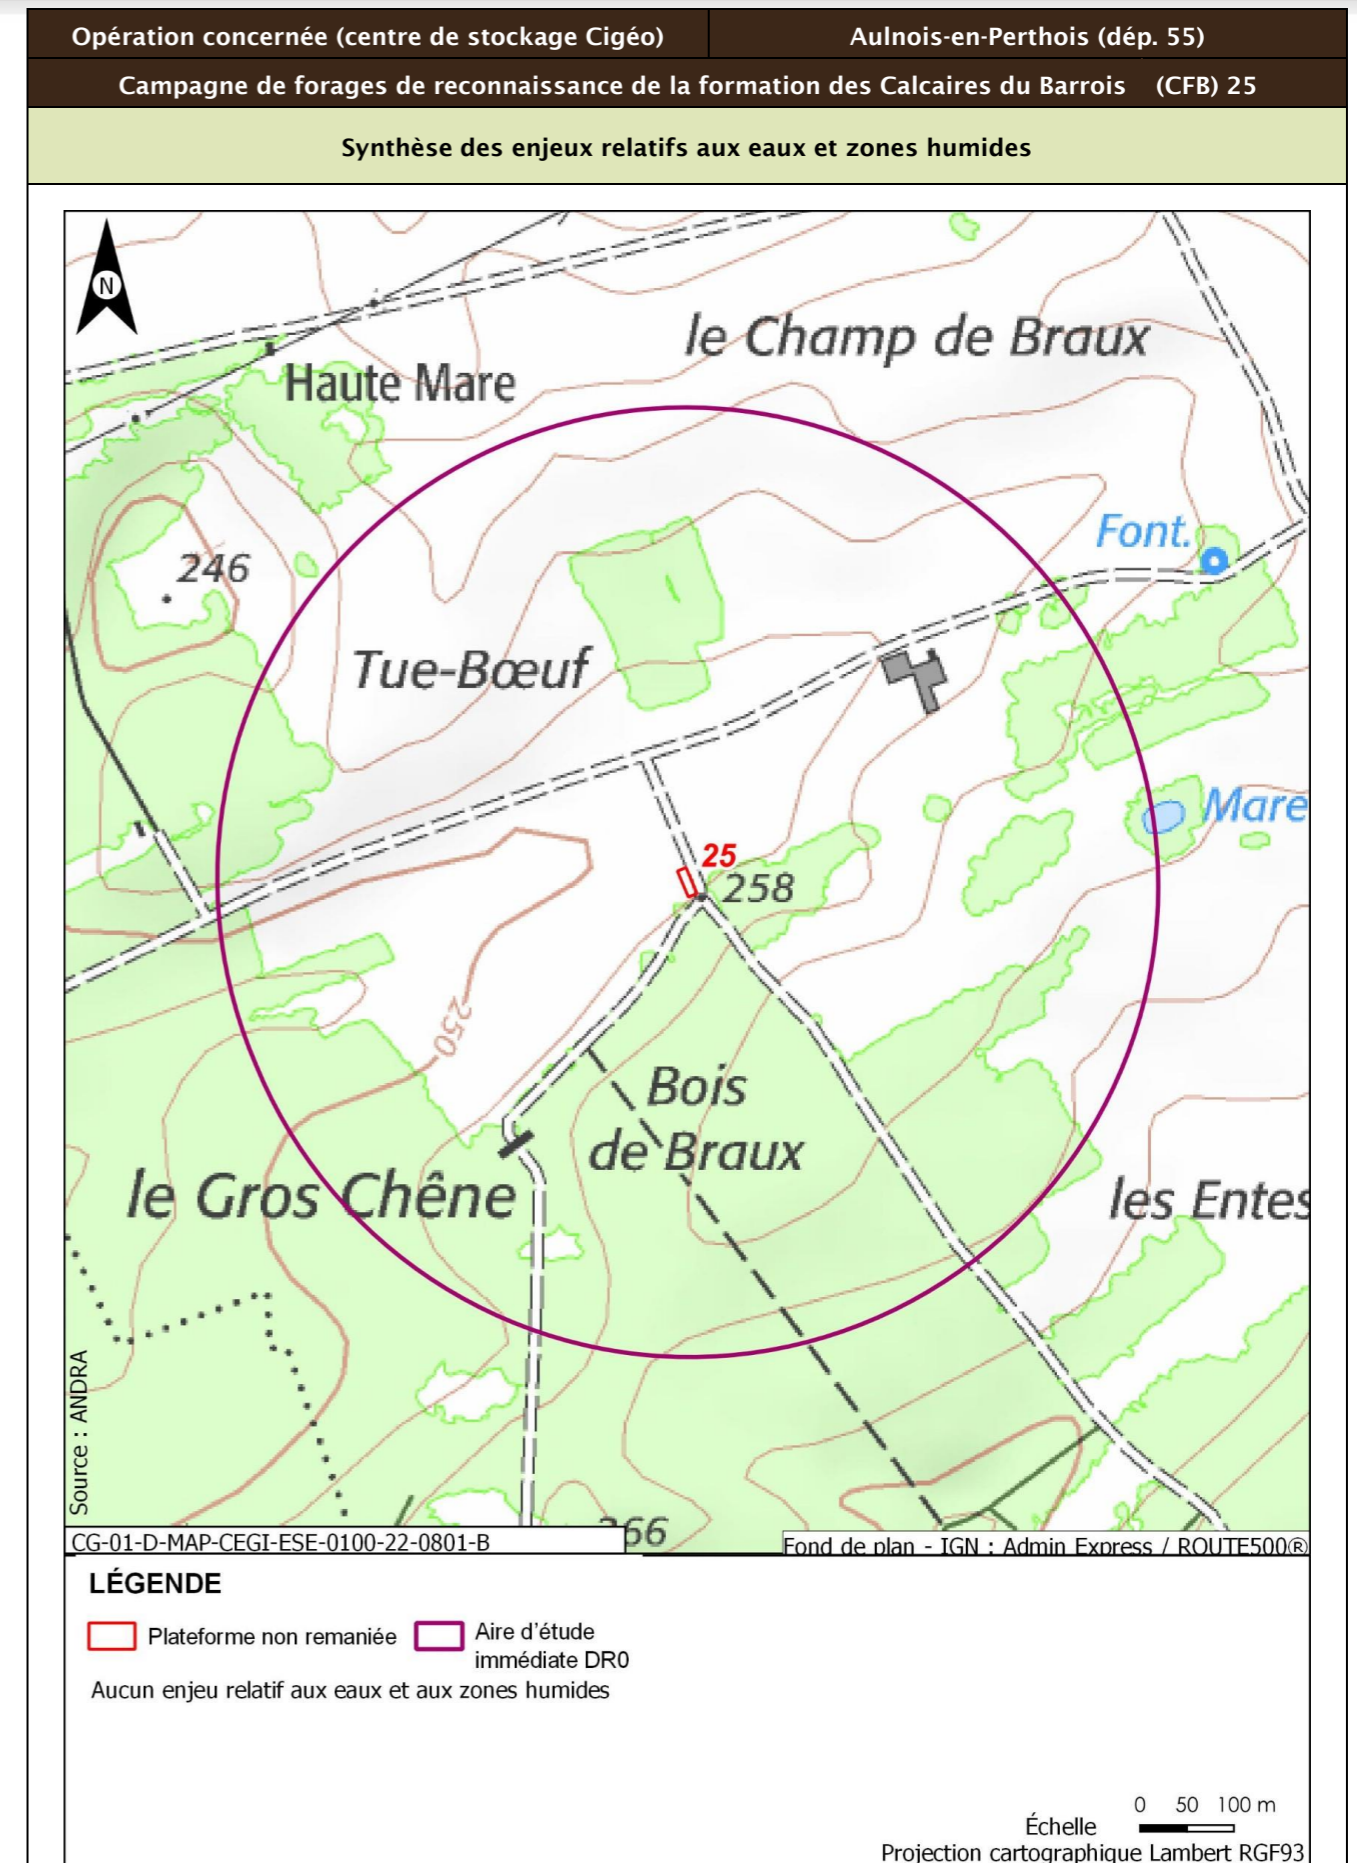 Opération concernée (centre de stockage Cigéo)
Aulnois-en-Perthois (dép. 55)
Campagne de forages de reconnaissance de la formation des Calcaires du Barrois (CFB) 25
Synthèse des enjeux relatifs aux eaux et zones humides
N
le Champ de Braux
Haute Mare
Font.
246
Tue-Bœuf
Mare
25
258
250
Bois
de Braux
le Gros Chêne
les Entes
Source : ANDRA
CG-01-D-MAP-CEGI-ESE-0100-22-0801-B
Fond de plan - IGN : Admin Express / ROUTE500®
LÉGENDE
Plateforme non remaniée
Aire d'étude
immédiate DR0
Aucun enjeu relatif aux eaux et aux zones humides
0 50 100 m
Échelle
Projection cartographique Lambert RGF93